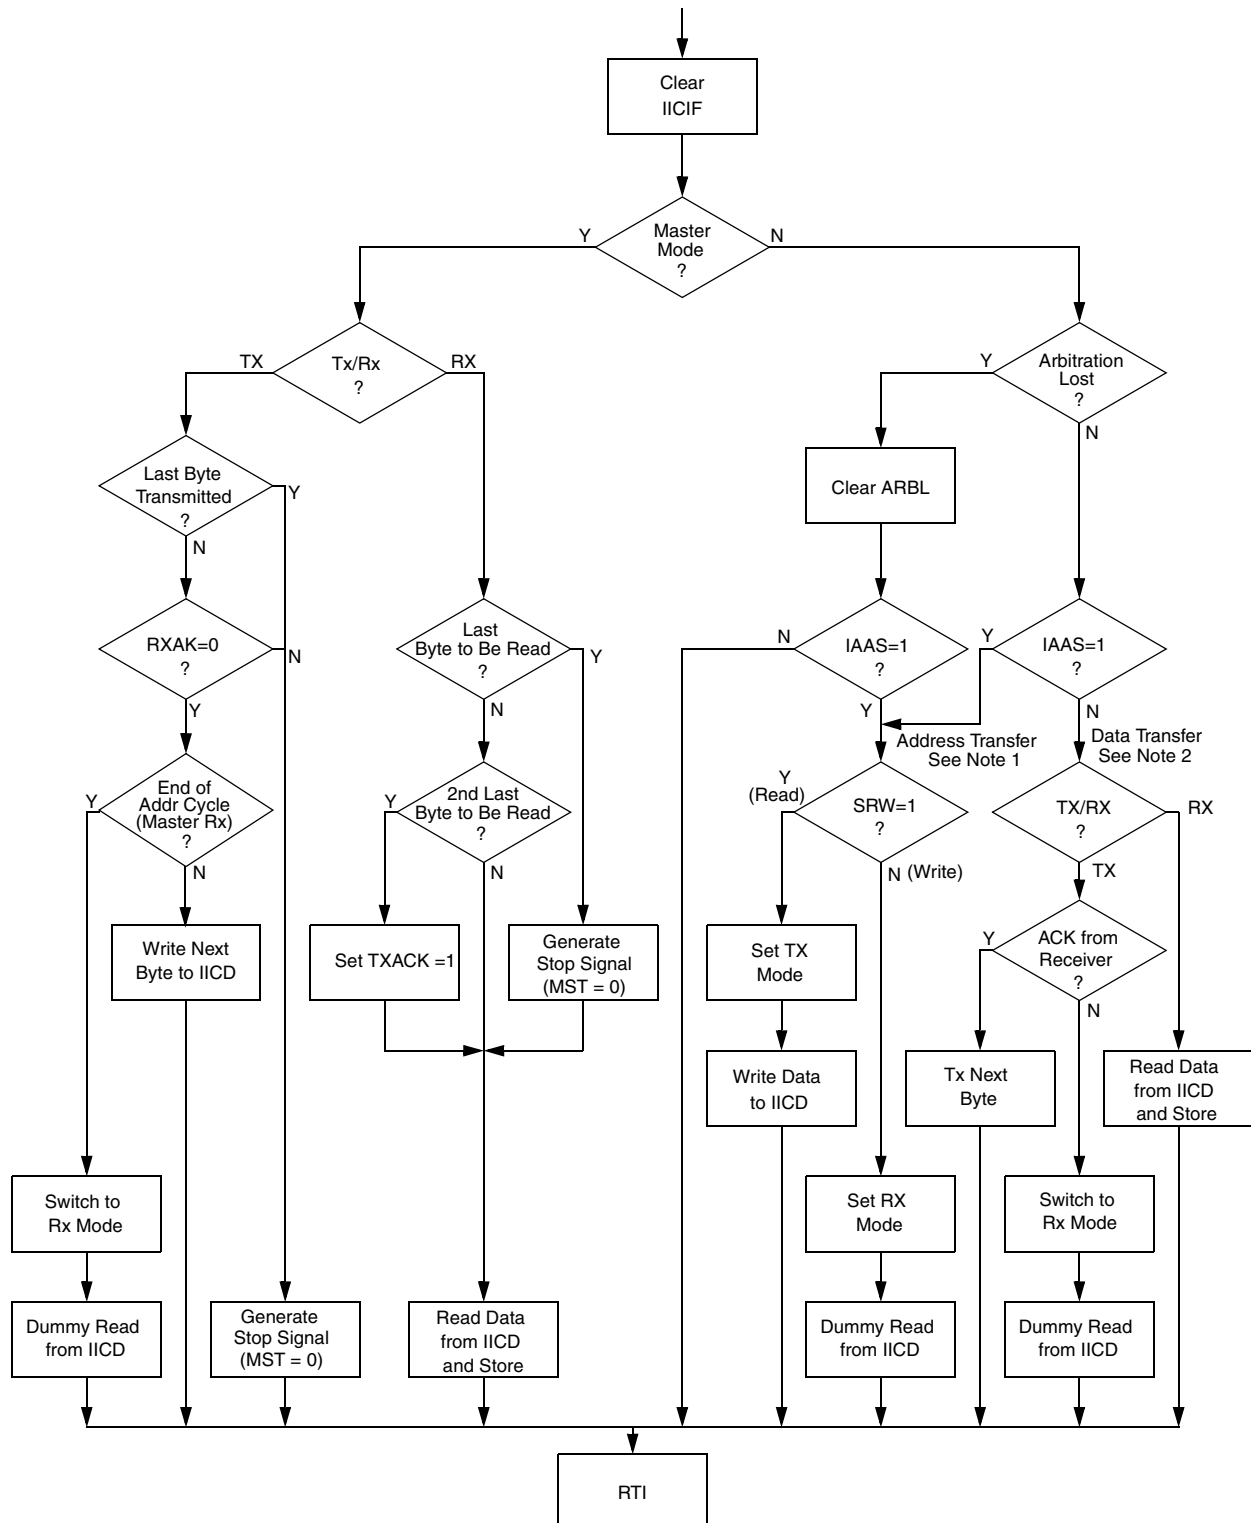 Clear
IICIF
Master
Mode
?
Y
N
Tx/Rx
?
TX
RX
Arbitration
Lost
?
Y
N
Last Byte
Transmitted
?
Y
N
Clear ARBL
RXAK=0
?
N
Y
Last
Byte to Be Read
?
Y
N
IAAS=1
?
N
Y
IAAS=1
?
Y
N
Address Transfer
See Note 1
Data Transfer
See Note 2
End of
Addr Cycle
(Master Rx)
?
Y
N
2nd Last
Byte to Be Read
?
Y
N
Y
(Read)
SRW=1
?
N (Write)
TX/RX
?
RX
TX
Write Next
Byte to IICD
Set TXACK =1
Generate
Stop Signal
(MST = 0)
Set TX
Mode
ACK from
Receiver
?
Y
N
Write Data
to IICD
Tx Next
Byte
Read Data
from IICD
and Store
Switch to
Rx Mode
Set RX
Mode
Switch to
Rx Mode
Dummy Read
from IICD
Generate
Stop Signal
(MST = 0)
Read Data
from IICD
and Store
Dummy Read
from IICD
Dummy Read
from IICD
RTI